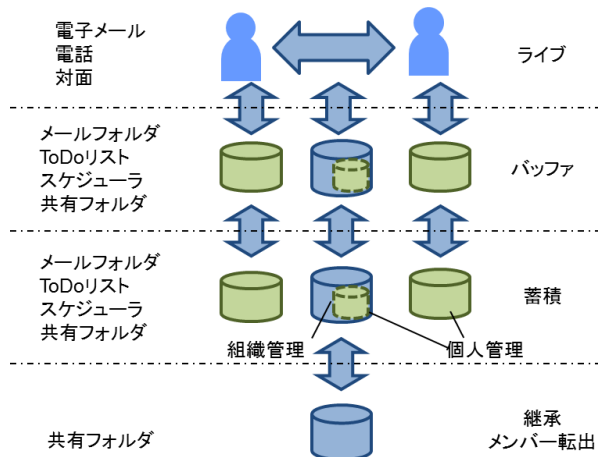 電子メール
電話
対面
ライブ
メールフォルダ
ToDoリスト
スケジューラ
共有フォルダ
バッファ
メールフォルダ
ToDoリスト
スケジューラ
共有フォルダ
蓄積
組織管理
個人管理
共有フォルダ
継承
メンバー転出